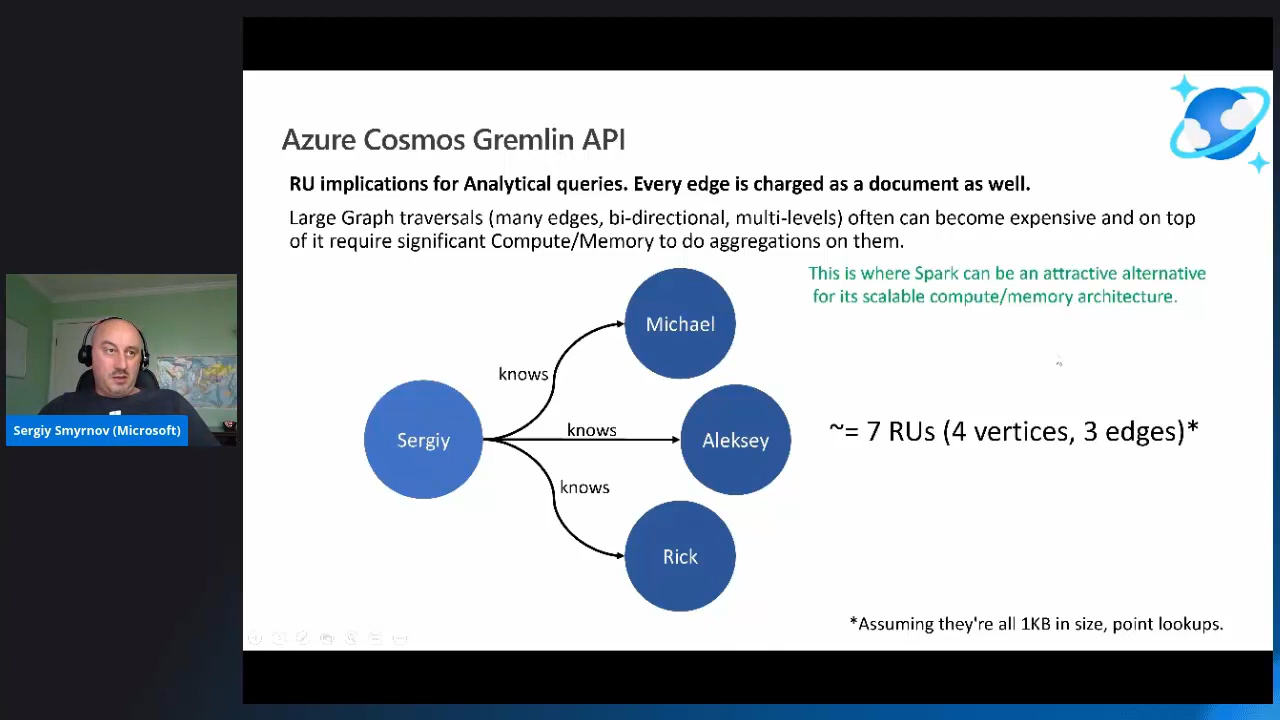 Azure Cosmos Gremlin API
RU implications for Analytical queries. Every edge is charged as a document as well.
Large Graph traversals (many edges, bi-directional, multi-levels) often can become expensive and on top
of it require significant Compute/Memory to do aggregations on them.
This is where Spark can be an attractive alternative
for its scalable compute/memory architecture.
Michael
knows
Sergiy
knows
Aleksey
~= 7 RUs (4 vertices, 3 edges)*
knows
Rick
*Assuming they're all 1KB in size, point lookups.
Sergiy Smyrnov (Microsoft)